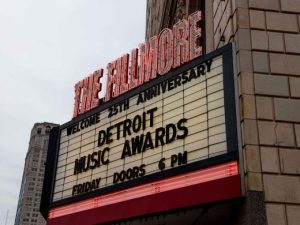 THE FILLMORE
WELCOME 25TH ANNIVERSARY
DETROIT
MUSIC AWARDS
FRIDAY DOORS 6 PM